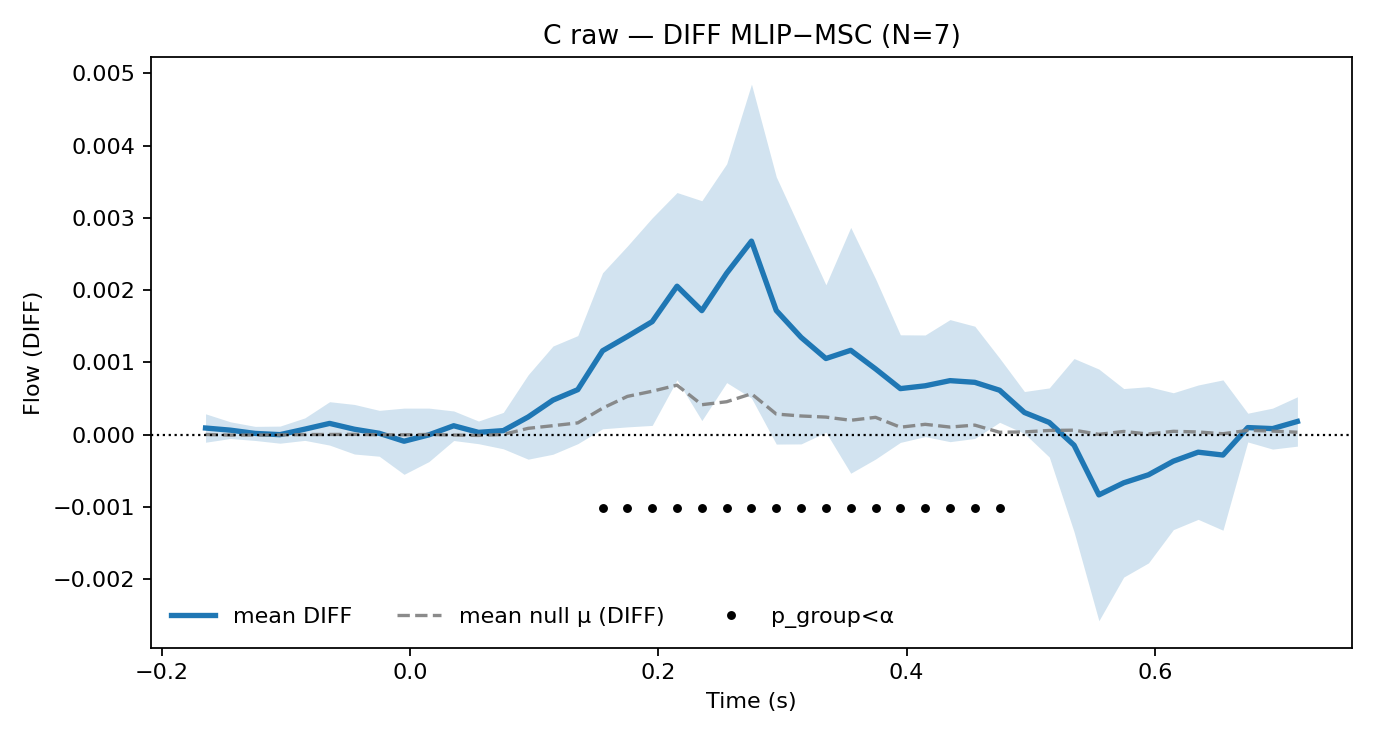 C raw — DIFF MLIP−MSC (N=7)
Flow (DIFF)
0.005
0.004
0.003
0.002
0.001
0.000
−0.001
−0.002
mean DIFF
mean null μ (DIFF)
p_group<α
−0.2
0.0
0.2
0.4
0.6
Time (s)